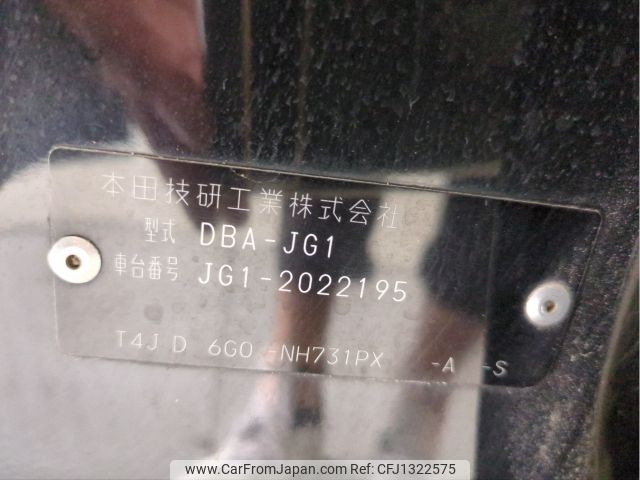 本田技研工業株式会社
型式 DBA-JG1
車台番号 JG1-2022195
T4J D 6G0 -NH731PX -A -S
www.CarFromJapan.com © CarFromJapan - CFJ1322575